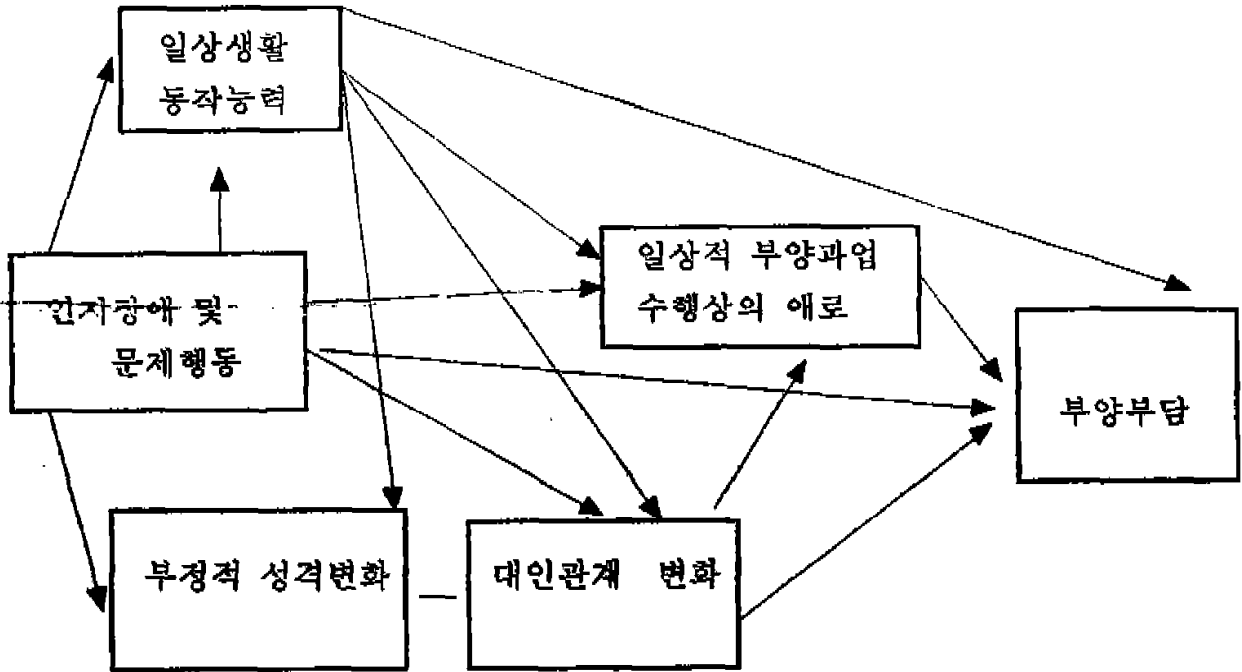 일상생활
동작능력
일상적 부양과업
수행상의 애로
인지장애 및
문제행동
부양부담
부정적 성격변화
대인관계 변화